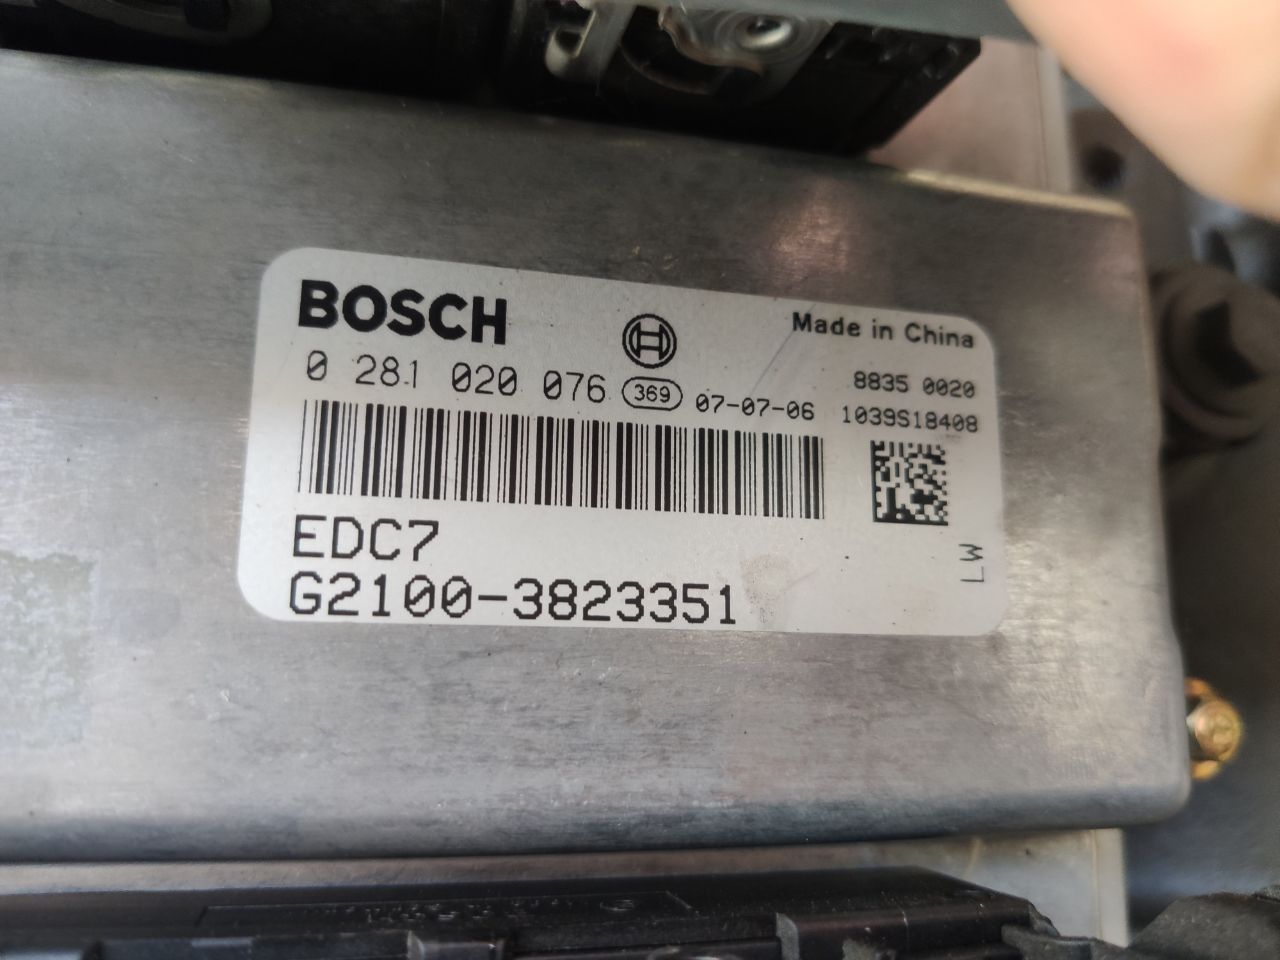 BOSCH
Made in China
0 281 020 076 369 07-07-06
8835 0020
1039S18408
EDC7
G2100-3823351
LW